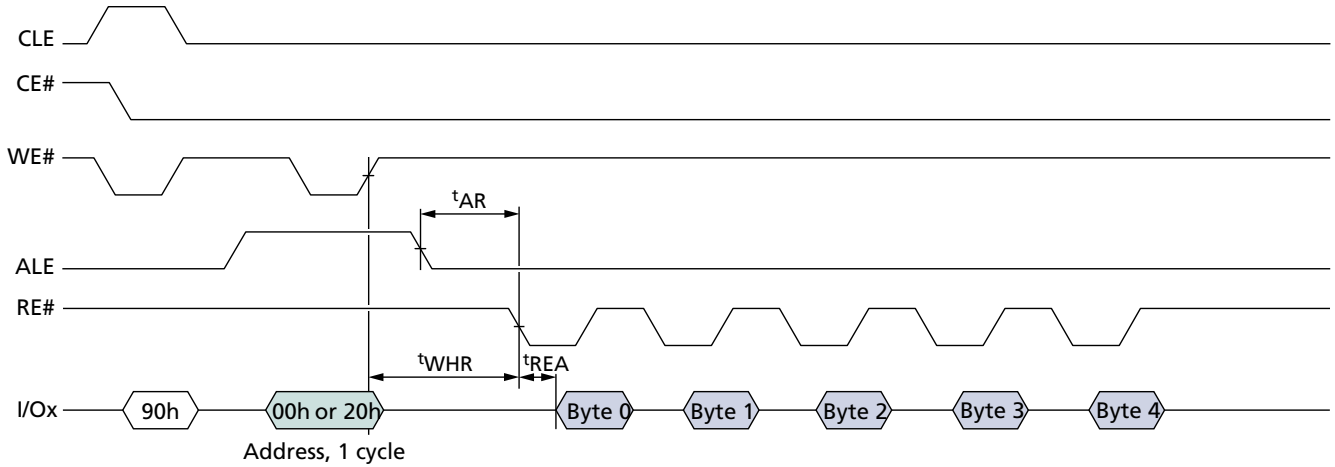 CLE
CE#
WE#
tAR
ALE
RE#
tWHR tREA
I/Ox 90h 00h or 20h Byte 0 Byte 1 Byte 2 Byte 3 Byte 4
Address, 1 cycle